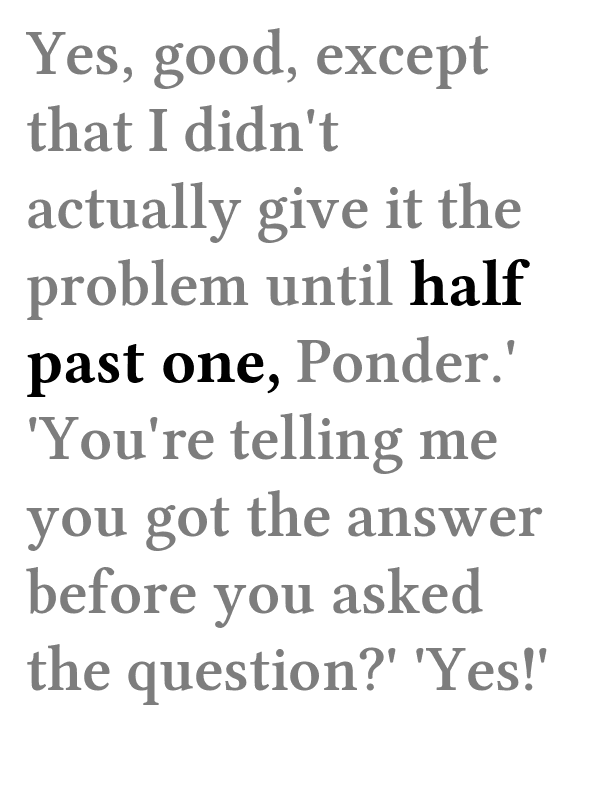 Yes, good, except
that I didn't
actually give it the
problem until half
past one, Ponder.'
'You're telling me
you got the answer
before you asked
the question?' 'Yes!'